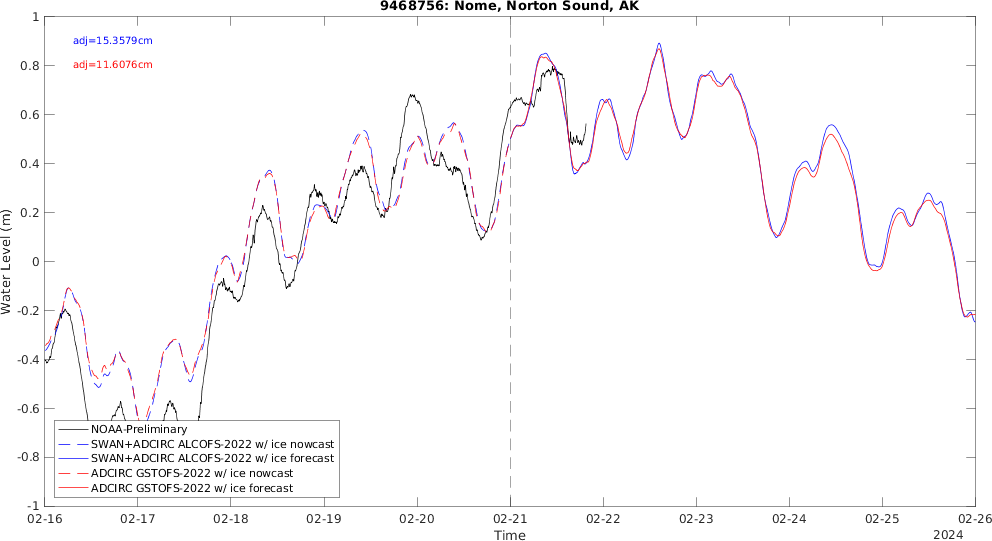 9468756: Nome, Norton Sound, AK
adj=15.3579cm
adj=11.6076cm
Water Level (m)
1
0.8
0.6
0.4
0.2
0
-0.2
-0.4
-0.6
-0.8
-1
NOAA-Preliminary
SWAN+ADCIRC ALCOFS-2022 w/ ice nowcast
SWAN+ADCIRC ALCOFS-2022 w/ ice forecast
ADCIRC GSTOFS-2022 w/ ice nowcast
ADCIRC GSTOFS-2022 w/ ice forecast
02-16 02-17 02-18 02-19 02-20 02-21 02-22 02-23 02-24 02-25 02-26
Time
2024